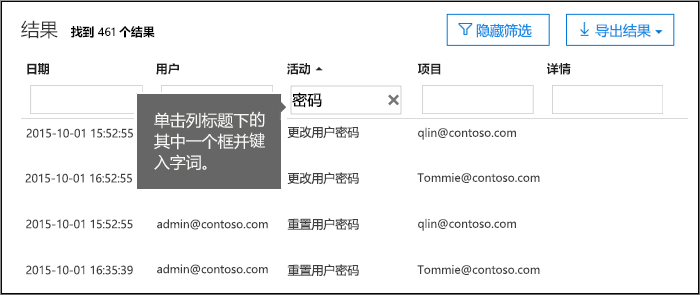 结果 找到 461 个结果 隐藏筛选 导出结果
日期 用户 活动 项目 详情
密码
单击列标题下的
其中一个框并键
入字词。
2015-10-01 15:52:55 更改用户密码 qlin@contoso.com
2015-10-01 16:52:55 更改用户密码 Tommie@contoso.com
2015-10-01 15:52:55 admin@contoso.com 重置用户密码 qlin@contoso.com
2015-10-01 16:35:39 admin@contoso.com 重置用户密码 Tommie@contoso.com